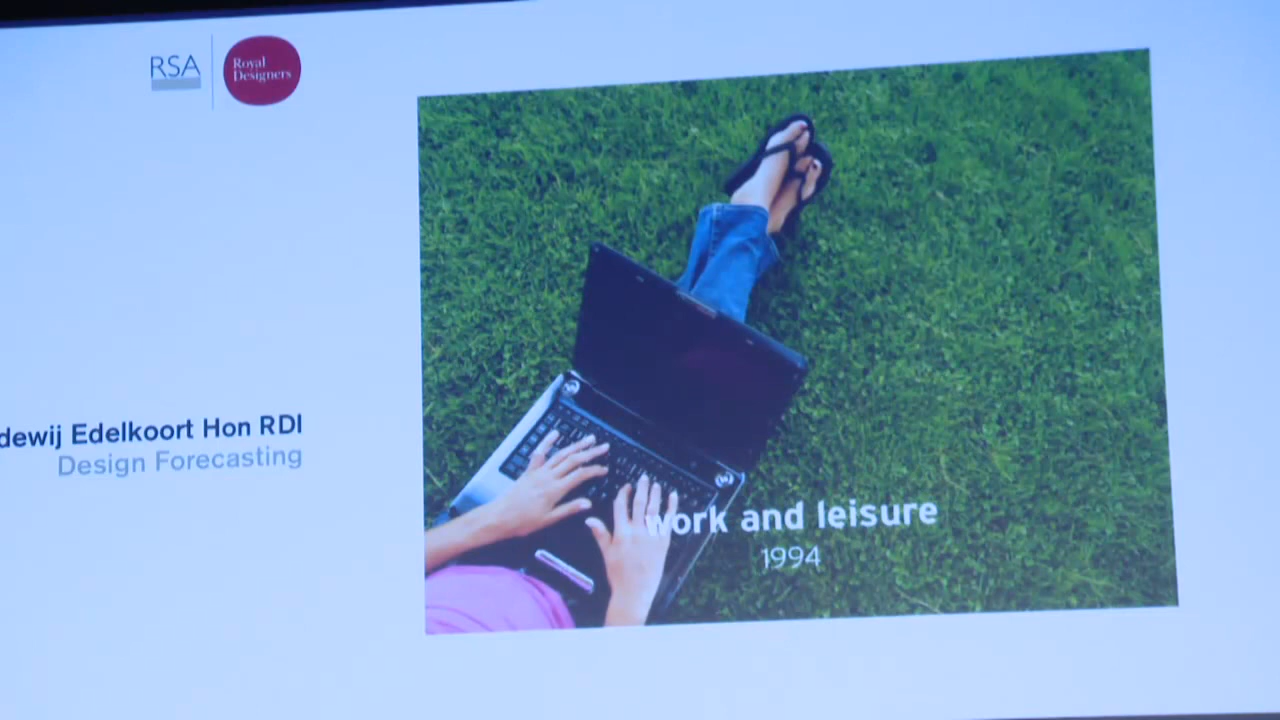 RSA
Royal
Designers
dewij Edelkoort Hon RDI
Design Forecasting
work and leisure
1994